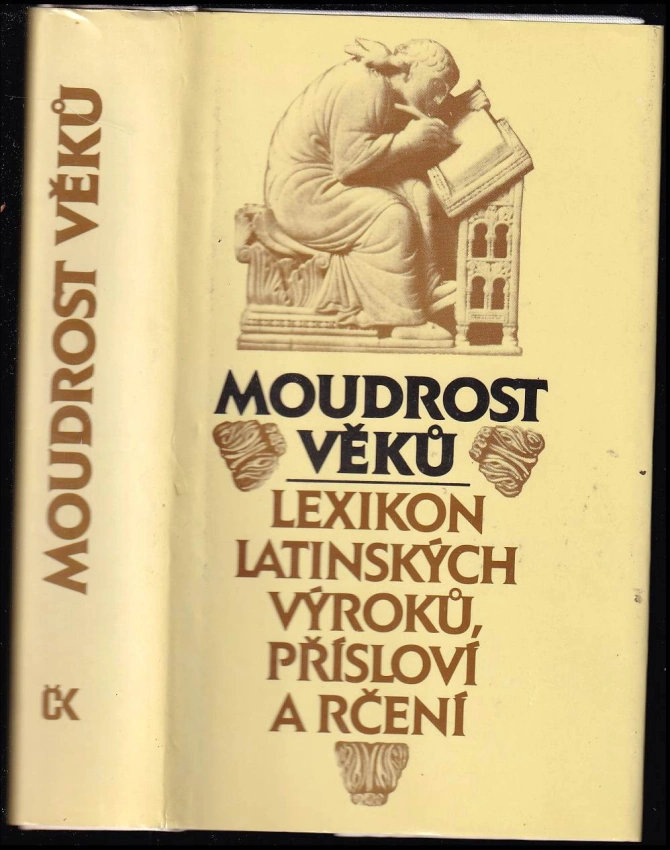 MOUDROST VĚKŮ
ČK
MOUDROST
VĚKŮ
LEXIKON
LATINSKÝCH
VÝROKŮ,
PŘÍSLOVÍ
A RČENÍ